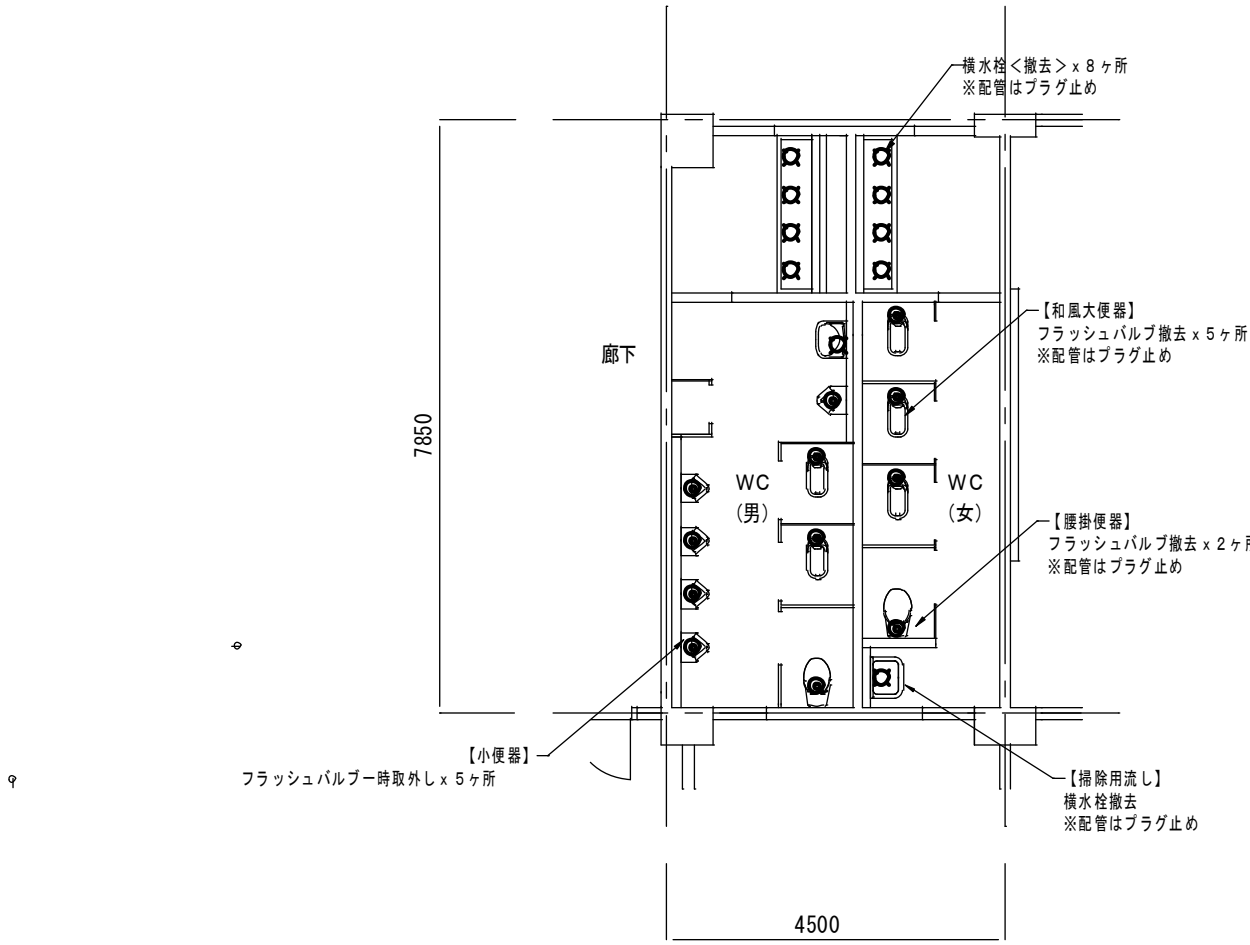 横水栓＜撤去＞ｘ８ヶ所
※配管はプラグ止め
【和風大便器】
フラッシュバルブ撤去ｘ５ヶ所
※配管はプラグ止め
廊下
7850
WC
(男)
WC
(女)
【腰掛便器】
フラッシュバルブ撤去ｘ２ヶ所
※配管はプラグ止め
【小便器】
フラッシュバルブ一時取外しｘ５ヶ所
【掃除用流し】
横水栓撤去
※配管はプラグ止め
4500